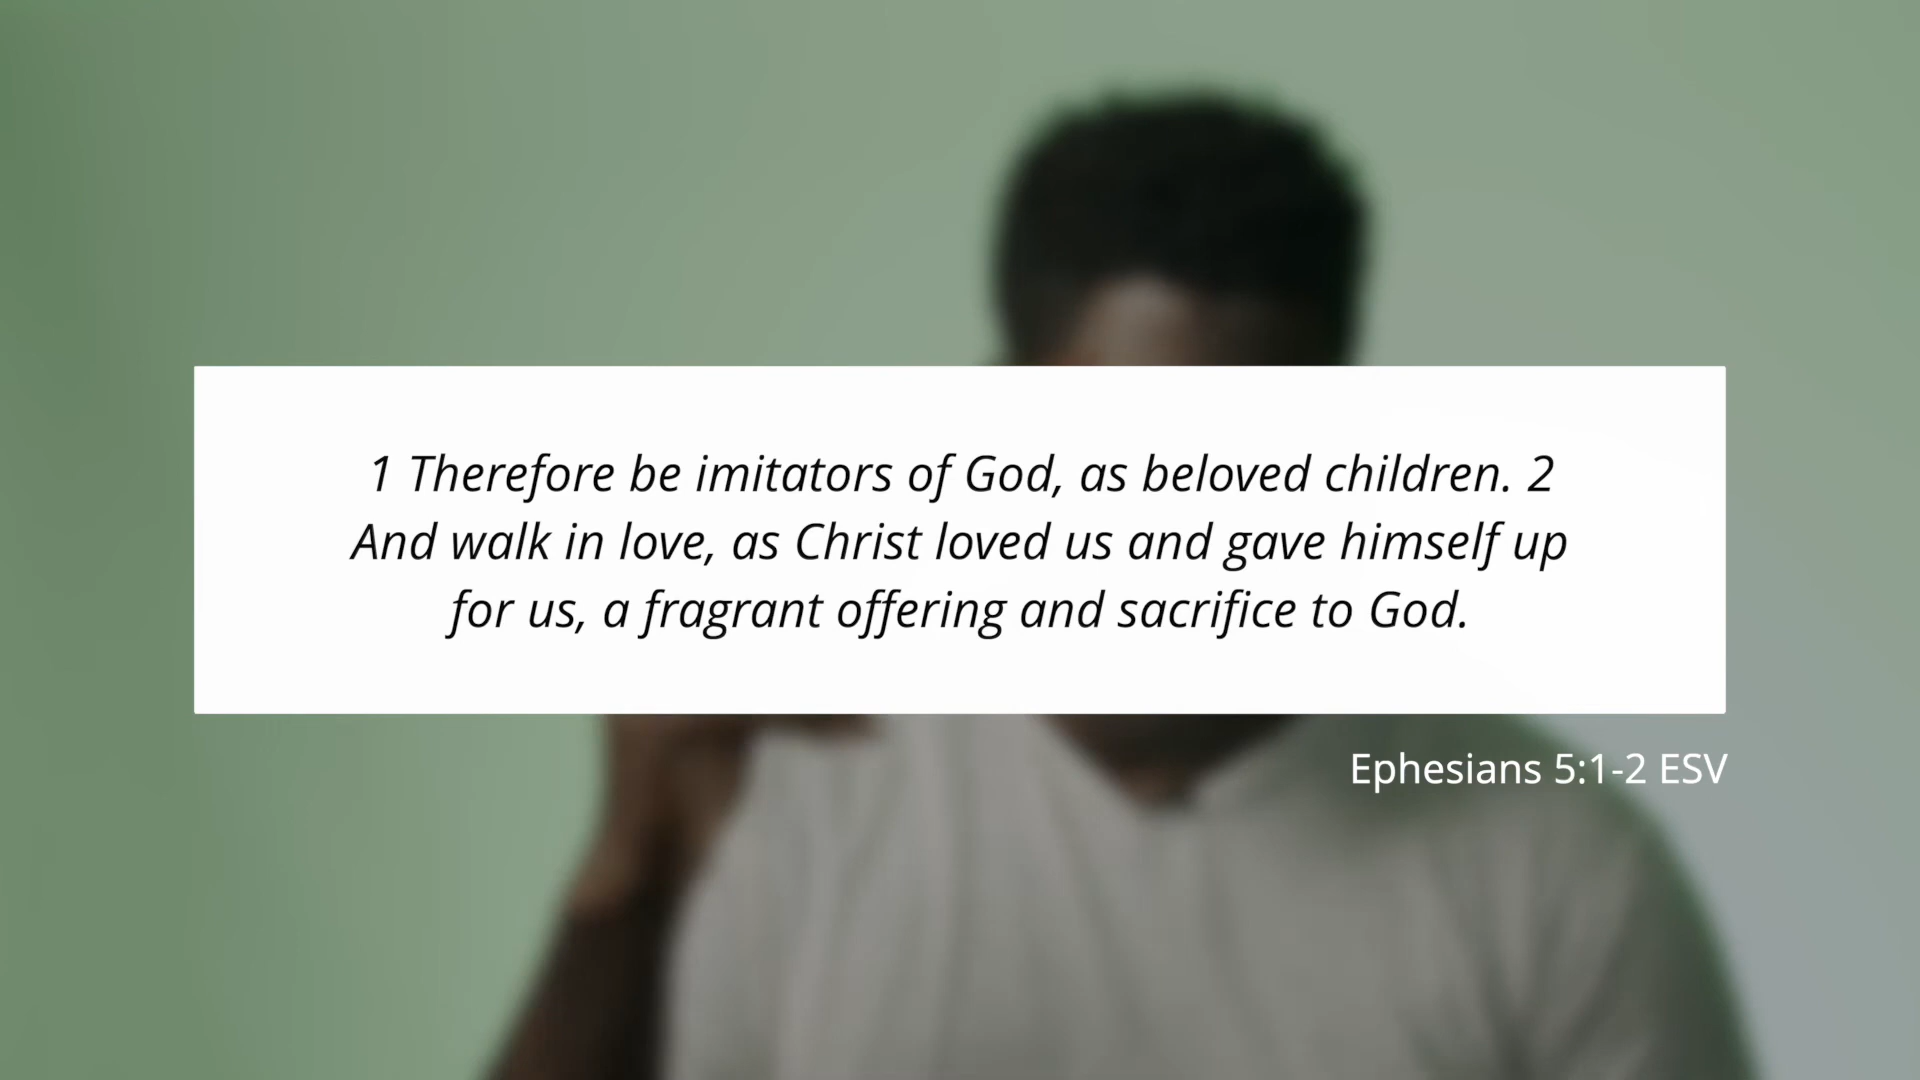 1 Therefore be imitators of God, as beloved children. 2
And walk in love, as Christ loved us and gave himself up
for us, a fragrant offering and sacrifice to God.
Ephesians 5:1-2 ESV